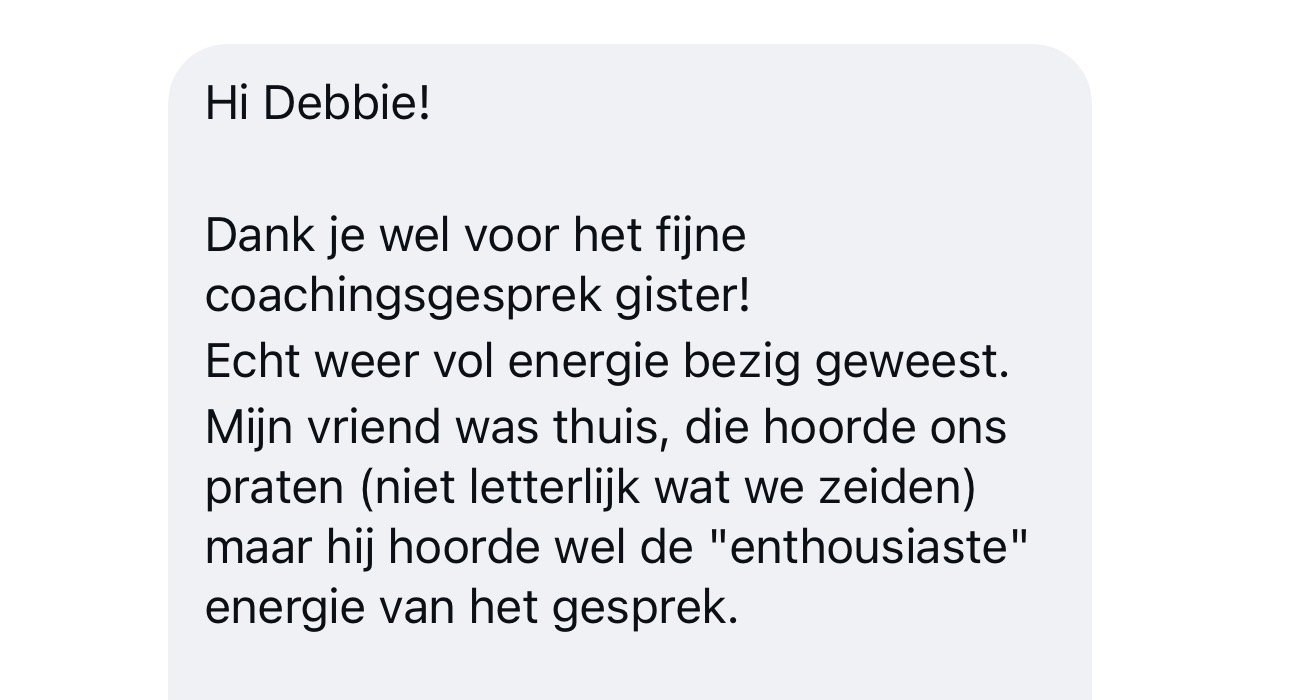 Hi Debbie!
Dank je wel voor het fijne
coachingsgesprek gister!
Echt weer vol energie bezig geweest.
Mijn vriend was thuis, die hoorde ons
praten (niet letterlijk wat we zeiden)
maar hij hoorde wel de "enthousiaste"
energie van het gesprek.